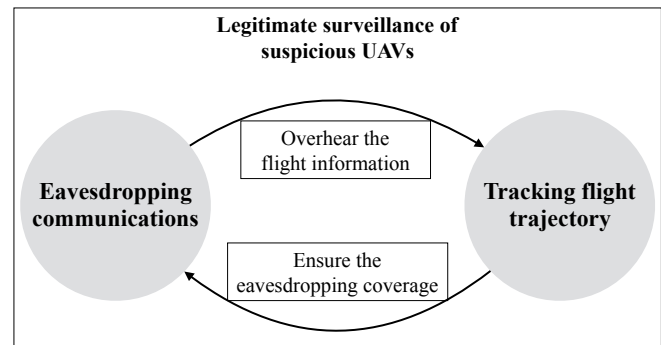 Legitimate surveillance of
suspicious UAVs
Overhear the
flight information
Eavesdropping
communications
Tracking flight
trajectory
Ensure the
eavesdropping coverage